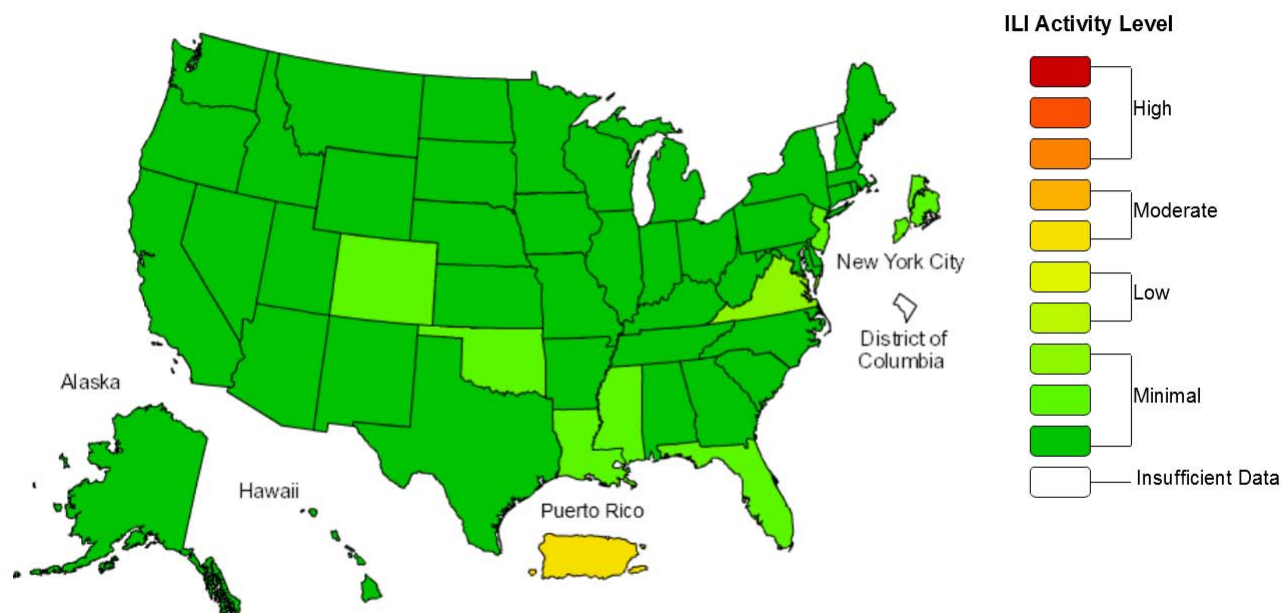 ILI Activity Level
High
Moderate
Low
Minimal
Insufficient Data
New York City
District of
Columbia
Alaska
Hawaii
Puerto Rico